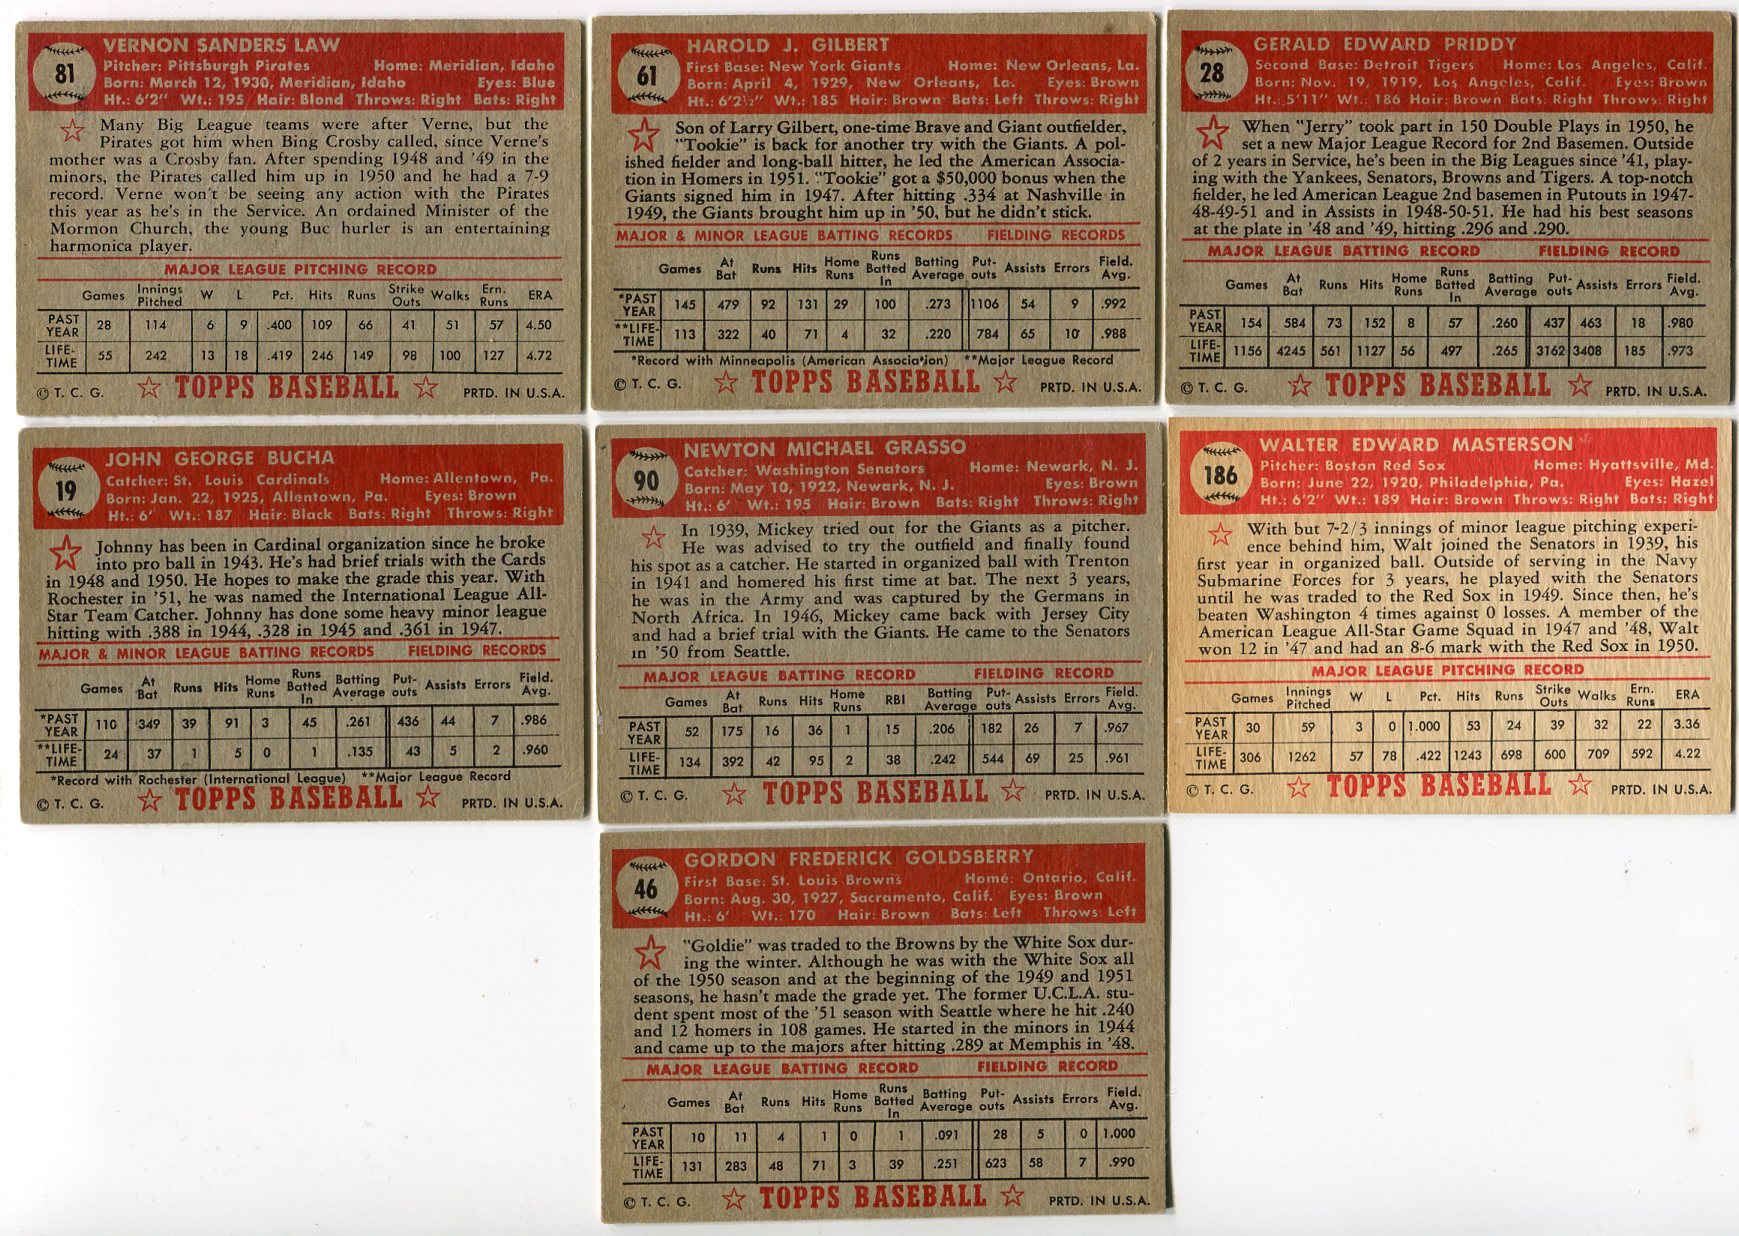 81
VERNON SANDERS LAW
Pitcher: Pittsburgh Pirates Home: Meridian, Idaho
Born: March 12, 1930, Meridian, Idaho Eyes: Blue
Ht.: 6'2" Wt.: 195 Hair: Blond Throws: Right Bats: Right
Many Big League teams were after Verne, but the
Pirates got him when Bing Crosby called, since Verne's
mother was a Crosby fan. After spending 1948 and '49 in the
minors, the Pirates called him up in 1950 and he had a 7-9
record. Verne won't be seeing any action with the Pirates
this year as he's in the Service. An ordained Minister of the
Mormon Church, the young Buc hurler is an entertaining
harmonica player.
MAJOR LEAGUE PITCHING RECORD
Games Innings Pitched W L Pct. Hits Runs Strike Outs Walks Ern. Runs ERA
PAST YEAR 28 114 6 9 .400 109 66 41 51 57 4.50
LIFE-TIME 55 242 13 18 .419 246 149 98 100 127 4.72
© T. C. G. TOPPS BASEBALL PRTD. IN U.S.A.
61
HAROLD J. GILBERT
First Base: New York Giants Home: New Orleans, La.
Born: April 4, 1929, New Orleans, La. Eyes: Brown
Ht.: 6'2½" Wt.: 185 Hair: Brown Bats: Left Throws: Right
Son of Larry Gilbert, one-time Brave and Giant outfielder,
"Tookie" is back for another try with the Giants. A pol-
ished fielder and long-ball hitter, he led the American Associa-
tion in Homers in 1951. "Tookie" got a $50,000 bonus when the
Giants signed him in 1947. After hitting .334 at Nashville in
1949, the Giants brought him up in '50, but he didn't stick.
MAJOR & MINOR LEAGUE BATTING RECORDS FIELDING RECORDS
Games At Bat Runs Hits Home Runs Runs Batted In Batting Average Put-outs Assists Errors Field. Avg.
*PAST YEAR 145 479 92 131 29 100 .273 1106 54 9 .992
**LIFE-TIME 113 322 40 71 4 32 .220 784 65 10 .988
*Record with Minneapolis (American Association) **Major League Record
© T. C. G. TOPPS BASEBALL PRTD. IN U.S.A.
28
GERALD EDWARD PRIDDY
Second Base: Detroit Tigers Home: Los Angeles, Calif.
Born: Nov. 19, 1919, Los Angeles, Calif. Eyes: Brown
Ht.: 5'11" Wt.: 186 Hair: Brown Bats: Right Throws: Right
When "Jerry" took part in 150 Double Plays in 1950, he
set a new Major League Record for 2nd Basemen. Outside
of 2 years in Service, he's been in the Big Leagues since '41, play-
ing with the Yankees, Senators, Browns and Tigers. A top-notch
fielder, he led American League 2nd basemen in Putouts in 1947-
48-49-51 and in Assists in 1948-50-51. He had his best seasons
at the plate in '48 and '49, hitting .296 and .290.
MAJOR LEAGUE BATTING RECORD FIELDING RECORD
Games At Bat Runs Hits Home Runs Runs Batted In Batting Average Put-outs Assists Errors Field. Avg.
PAST YEAR 154 584 73 152 8 57 .260 437 463 18 .980
LIFE-TIME 1156 4245 561 1127 56 497 .265 3162 3408 185 .973
© T. C. G. TOPPS BASEBALL PRTD. IN U.S.A.
19
JOHN GEORGE BUCHA
Catcher: St. Louis Cardinals Home: Allentown, Pa.
Born: Jan. 22, 1925, Allentown, Pa. Eyes: Brown
Ht.: 6' Wt.: 187 Hair: Black Bats: Right Throws: Right
Johnny has been in Cardinal organization since he broke
into pro ball in 1943. He's had brief trials with the Cards
in 1948 and 1950. He hopes to make the grade this year. With
Rochester in '51, he was named the International League All-
Star Team Catcher. Johnny has done some heavy minor league
hitting with .388 in 1944, .328 in 1945 and .361 in 1947.
MAJOR & MINOR LEAGUE BATTING RECORDS FIELDING RECORDS
Games At Bat Runs Hits Home Runs Runs Batted In Batting Average Put-outs Assists Errors Field. Avg.
*PAST YEAR 110 349 39 91 3 45 .261 436 44 7 .986
**LIFE-TIME 24 37 1 5 0 1 .135 43 5 2 .960
*Record with Rochester (International League) **Major League Record
© T. C. G. TOPPS BASEBALL PRTD. IN U.S.A.
90
NEWTON MICHAEL GRASSO
Catcher: Washington Senators Home: Newark, N. J.
Born: May 10, 1922, Newark, N. J. Eyes: Brown
Ht.: 6' Wt.: 195 Hair: Brown Bats: Right Throws: Right
In 1939, Mickey tried out for the Giants as a pitcher.
He was advised to try the outfield and finally found
his spot as a catcher. He started in organized ball with Trenton
in 1941 and homered his first time at bat. The next 3 years,
he was in the Army and was captured by the Germans in
North Africa. In 1946, Mickey came back with Jersey City
and had a brief trial with the Giants. He came to the Senators
in '50 from Seattle.
MAJOR LEAGUE BATTING RECORD FIELDING RECORD
Games At Bat Runs Hits Home Runs RBI Batting Average Put-outs Assists Errors Field. Avg.
PAST YEAR 52 175 16 36 1 15 .206 182 26 7 .967
LIFE-TIME 134 392 42 95 2 38 .242 544 69 25 .961
© T. C. G. TOPPS BASEBALL PRTD. IN U.S.A.
186
WALTER EDWARD MASTERSON
Pitcher: Boston Red Sox Home: Hyattsville, Md.
Born: June 22, 1920, Philadelphia, Pa. Eyes: Hazel
Ht.: 6'2" Wt.: 189 Hair: Brown Throws: Right Bats: Right
With but 7-2/3 innings of minor league pitching experi-
ence behind him, Walt joined the Senators in 1939, his
first year in organized ball. Outside of serving in the Navy
Submarine Forces for 3 years, he played with the Senators
until he was traded to the Red Sox in 1949. Since then, he's
beaten Washington 4 times against 0 losses. A member of the
American League All-Star Game Squad in 1947 and '48, Walt
won 12 in '47 and had an 8-6 mark with the Red Sox in 1950.
MAJOR LEAGUE PITCHING RECORD
Games Innings Pitched W L Pct. Hits Runs Strike Outs Walks Ern. Runs ERA
PAST YEAR 30 59 3 0 1.000 53 24 39 32 22 3.36
LIFE-TIME 306 1262 57 78 .422 1243 698 600 709 592 4.22
© T. C. G. TOPPS BASEBALL PRTD. IN U.S.A.
46
GORDON FREDERICK GOLDSBERRY
First Base: St. Louis Browns Home: Ontario, Calif.
Born: Aug. 30, 1927, Sacramento, Calif. Eyes: Brown
Ht.: 6' Wt.: 170 Hair: Brown Bats: Left Throws: Left
"Goldie" was traded to the Browns by the White Sox dur-
ing the winter. Although he was with the White Sox all
of the 1950 season and at the beginning of the 1949 and 1951
seasons, he hasn't made the grade yet. The former U.C.L.A. stu-
dent spent most of the '51 season with Seattle where he hit .240
and 12 homers in 108 games. He started in the minors in 1944
and came up to the majors after hitting .289 at Memphis in '48.
MAJOR LEAGUE BATTING RECORD FIELDING RECORD
Games At Bat Runs Hits Home Runs Runs Batted In Batting Average Put-outs Assists Errors Field. Avg.
PAST YEAR 10 11 4 1 0 1 .091 28 5 0 1.000
LIFE-TIME 131 283 48 71 3 39 .251 623 58 7 .990
© T. C. G. TOPPS BASEBALL PRTD. IN U.S.A.